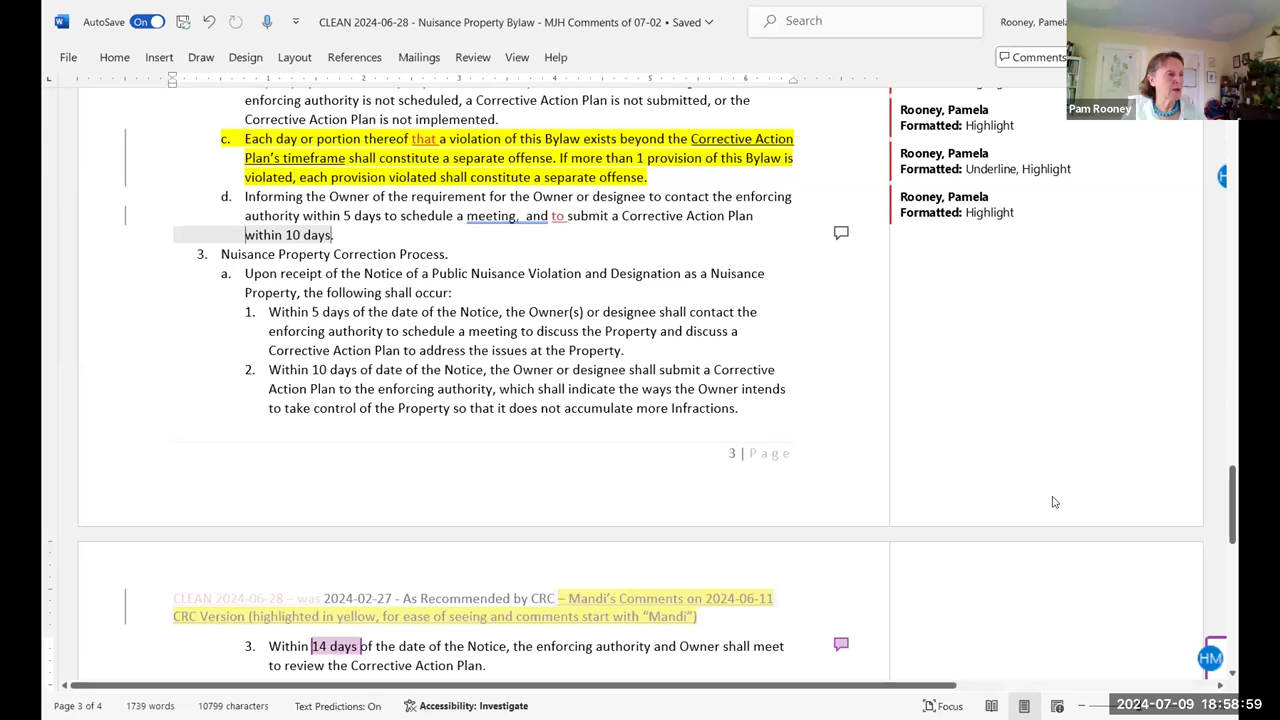 AutoSave On CLEAN 2024-06-28 - Nuisance Property Bylaw - MJH Comments of 07-02 • Saved Search Rooney, Pamela
File Home Insert Draw Design Layout References Mailings Review View Help Comments
Pam Rooney
1 2 3 4 5 6 7
enforcing authority is not scheduled, a Corrective Action Plan is not submitted, or the
Corrective Action Plan is not implemented.
c. Each day or portion thereof that a violation of this Bylaw exists beyond the Corrective Action
Plan's timeframe shall constitute a separate offense. If more than 1 provision of this Bylaw is
violated, each provision violated shall constitute a separate offense.
d. Informing the Owner of the requirement for the Owner or designee to contact the enforcing
authority within 5 days to schedule a meeting, and to submit a Corrective Action Plan
within 10 days.
3. Nuisance Property Correction Process.
a. Upon receipt of the Notice of a Public Nuisance Violation and Designation as a Nuisance
Property, the following shall occur:
1. Within 5 days of the date of the Notice, the Owner(s) or designee shall contact the
enforcing authority to schedule a meeting to discuss the Property and discuss a
Corrective Action Plan to address the issues at the Property.
2. Within 10 days of date of the Notice, the Owner or designee shall submit a Corrective
Action Plan to the enforcing authority, which shall indicate the ways the Owner intends
to take control of the Property so that it does not accumulate more Infractions.
3 | Page
Rooney, Pamela
Formatted: Highlight
Rooney, Pamela
Formatted: Underline, Highlight
Rooney, Pamela
Formatted: Highlight
CLEAN 2024-06-28 – was 2024-02-27 - As Recommended by CRC – Mandi's Comments on 2024-06-11
CRC Version (highlighted in yellow, for ease of seeing and comments start with "Mandi")
3. Within 14 days of the date of the Notice, the enforcing authority and Owner shall meet
to review the Corrective Action Plan.
HM
Page 3 of 4 1739 words 10799 characters Text Predictions: On Accessibility: Investigate Focus
2024-07-09 18:58:59